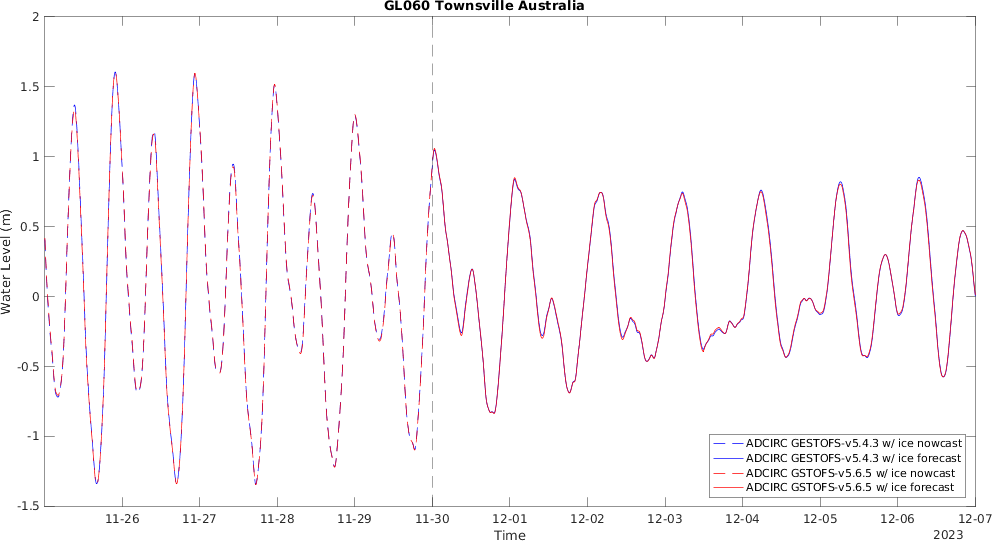 GL060 Townsville Australia
2
1.5
1
0.5
0
-0.5
-1
-1.5
Water Level (m)
ADCIRC GESTOFS-v5.4.3 w/ ice nowcast
ADCIRC GESTOFS-v5.4.3 w/ ice forecast
ADCIRC GSTOFS-v5.6.5 w/ ice nowcast
ADCIRC GSTOFS-v5.6.5 w/ ice forecast
11-26 11-27 11-28 11-29 11-30 12-01 12-02 12-03 12-04 12-05 12-06 12-07
Time
2023